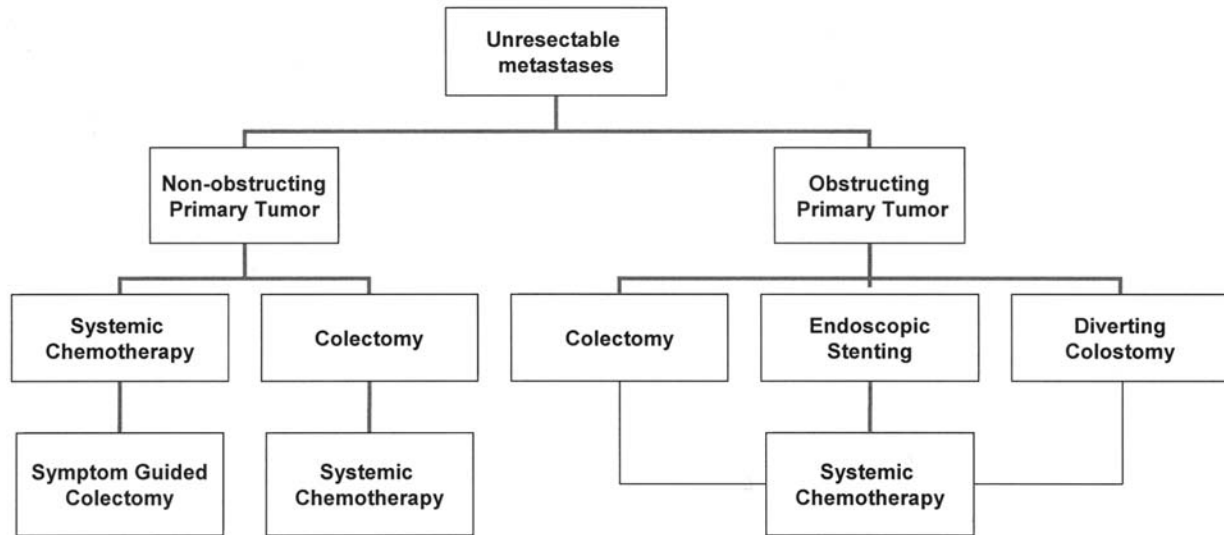 Unresectable
metastases
Non-obstructing
Primary Tumor
Obstructing
Primary Tumor
Systemic
Chemotherapy
Colectomy
Colectomy
Endoscopic
Stenting
Diverting
Colostomy
Symptom Guided
Colectomy
Systemic
Chemotherapy
Systemic
Chemotherapy